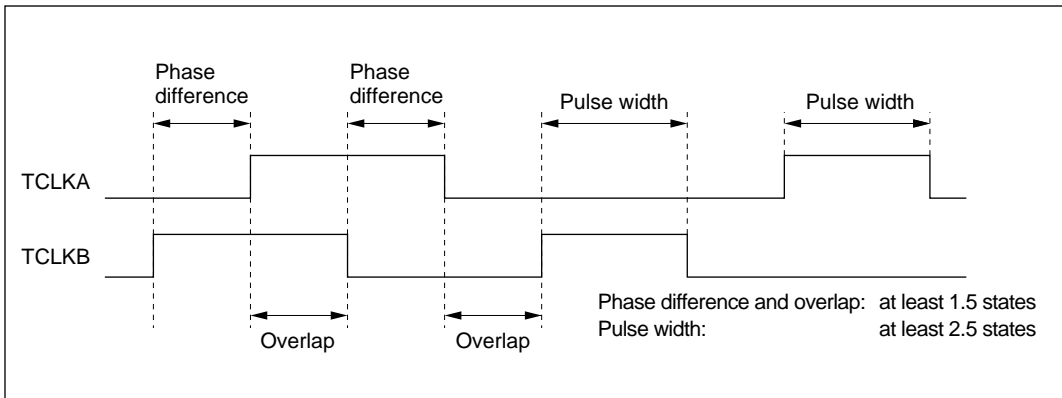 Phase
difference
Phase
difference
Pulse width
Pulse width
TCLKA
TCLKB
Overlap
Overlap
Phase difference and overlap: at least 1.5 states
Pulse width: at least 2.5 states